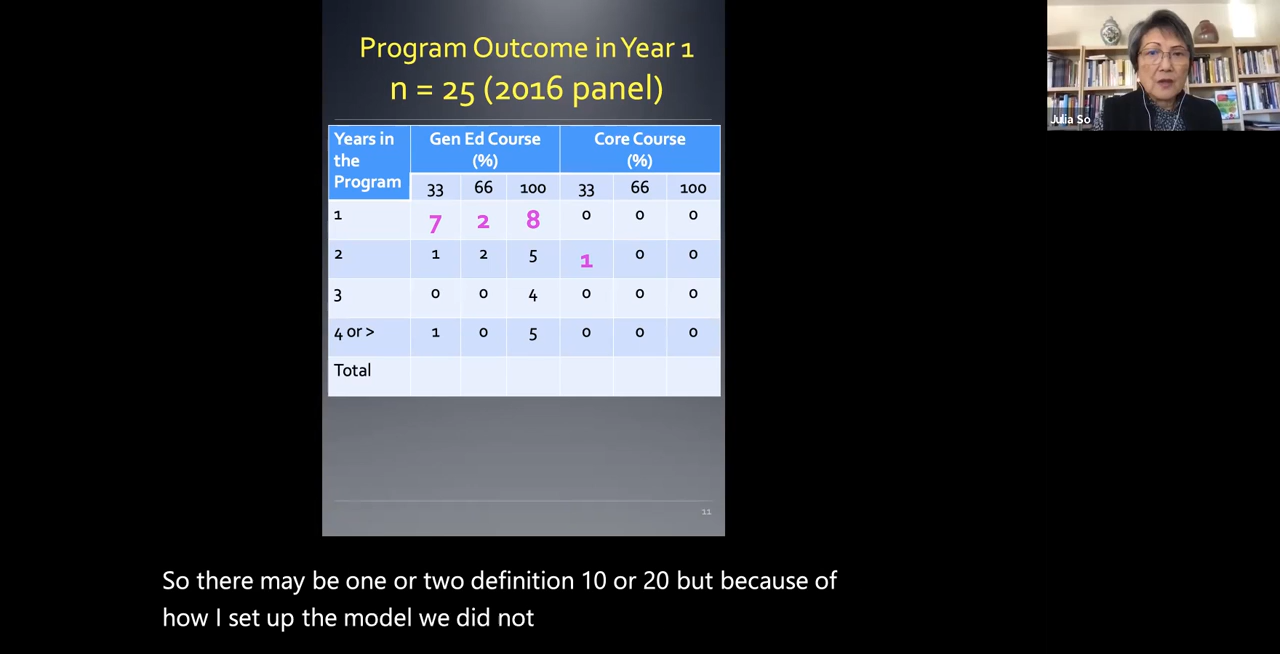 Program Outcome in Year 1
n = 25 (2016 panel)
Years in the Program Gen Ed Course (%) Core Course (%)
33 66 100 33 66 100
1 7 2 8 0 0 0
2 1 2 5 1 0 0
3 0 0 4 0 0 0
4 or > 1 0 5 0 0 0
Total
11
Julia So
So there may be one or two definition 10 or 20 but because of
how I set up the model we did not